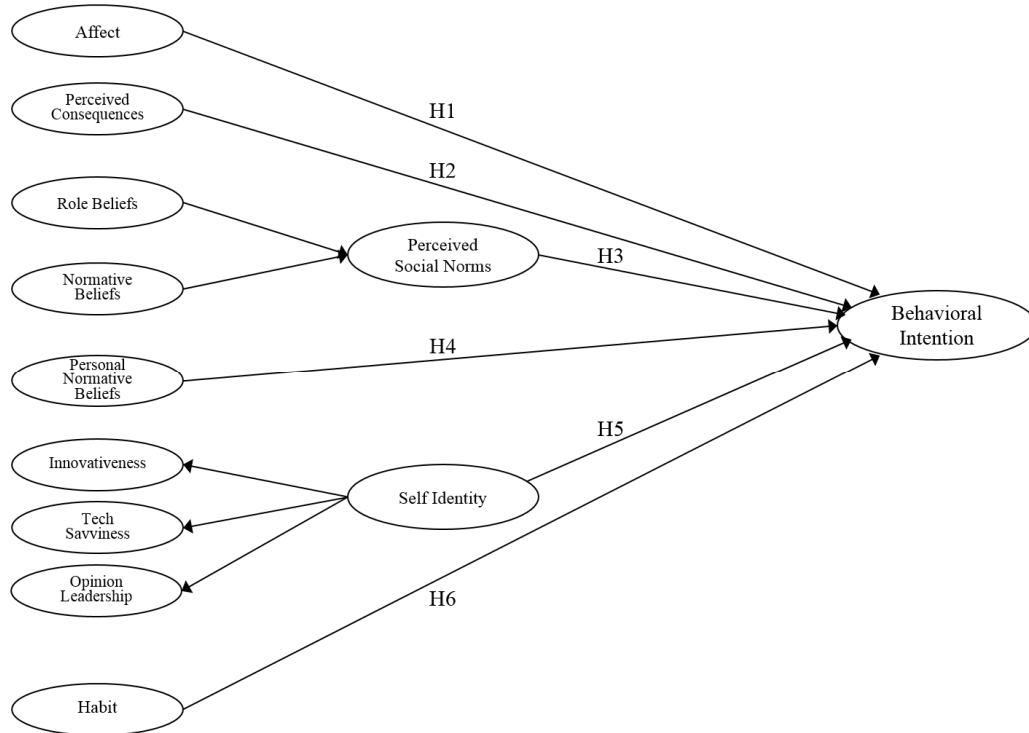 Affect
Perceived
Consequences
H1
H2
Role Beliefs
Perceived
Social Norms
H3
Normative
Beliefs
Behavioral
Intention
Personal
Normative
Beliefs
H4
Innovativeness
H5
Self Identity
Tech
Savviness
Opinion
Leadership
H6
Habit